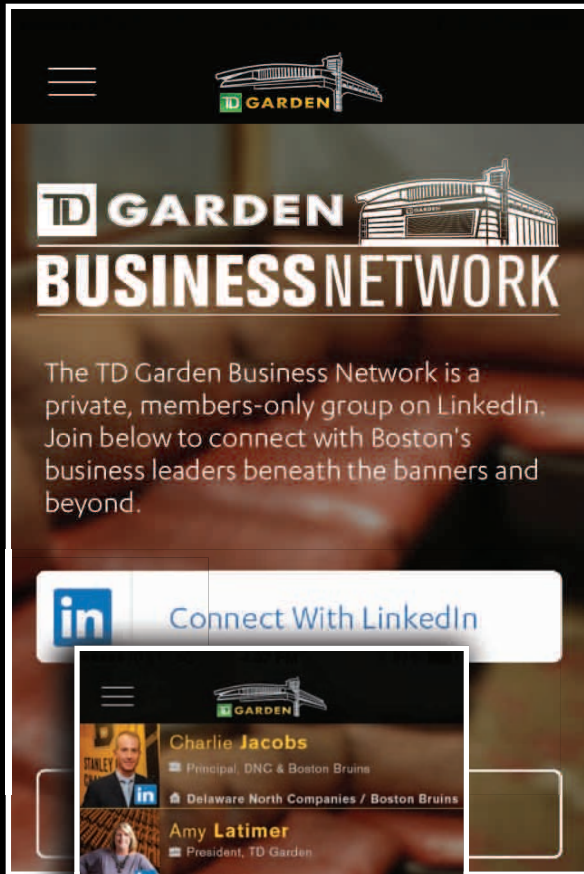 TD GARDEN
TD GARDEN
BUSINESS NETWORK
The TD Garden Business Network is a
private, members-only group on LinkedIn.
Join below to connect with Boston's
business leaders beneath the banners and
beyond.
in Connect With LinkedIn
TD GARDEN
Charlie Jacobs
Principal, DNC & Boston Bruins
in Delaware North Companies / Boston Bruins
Amy Latimer
President, TD Garden
in